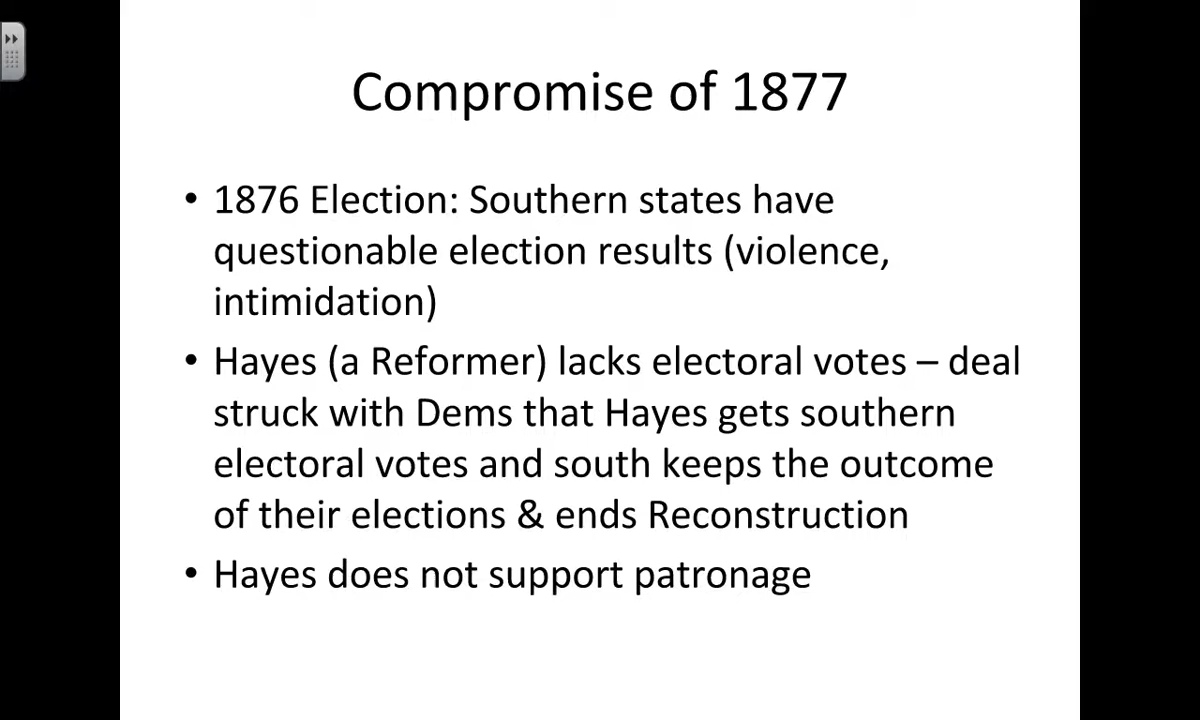 Compromise of 1877
• 1876 Election: Southern states have
questionable election results (violence,
intimidation)
• Hayes (a Reformer) lacks electoral votes – deal
struck with Dems that Hayes gets southern
electoral votes and south keeps the outcome
of their elections & ends Reconstruction
• Hayes does not support patronage